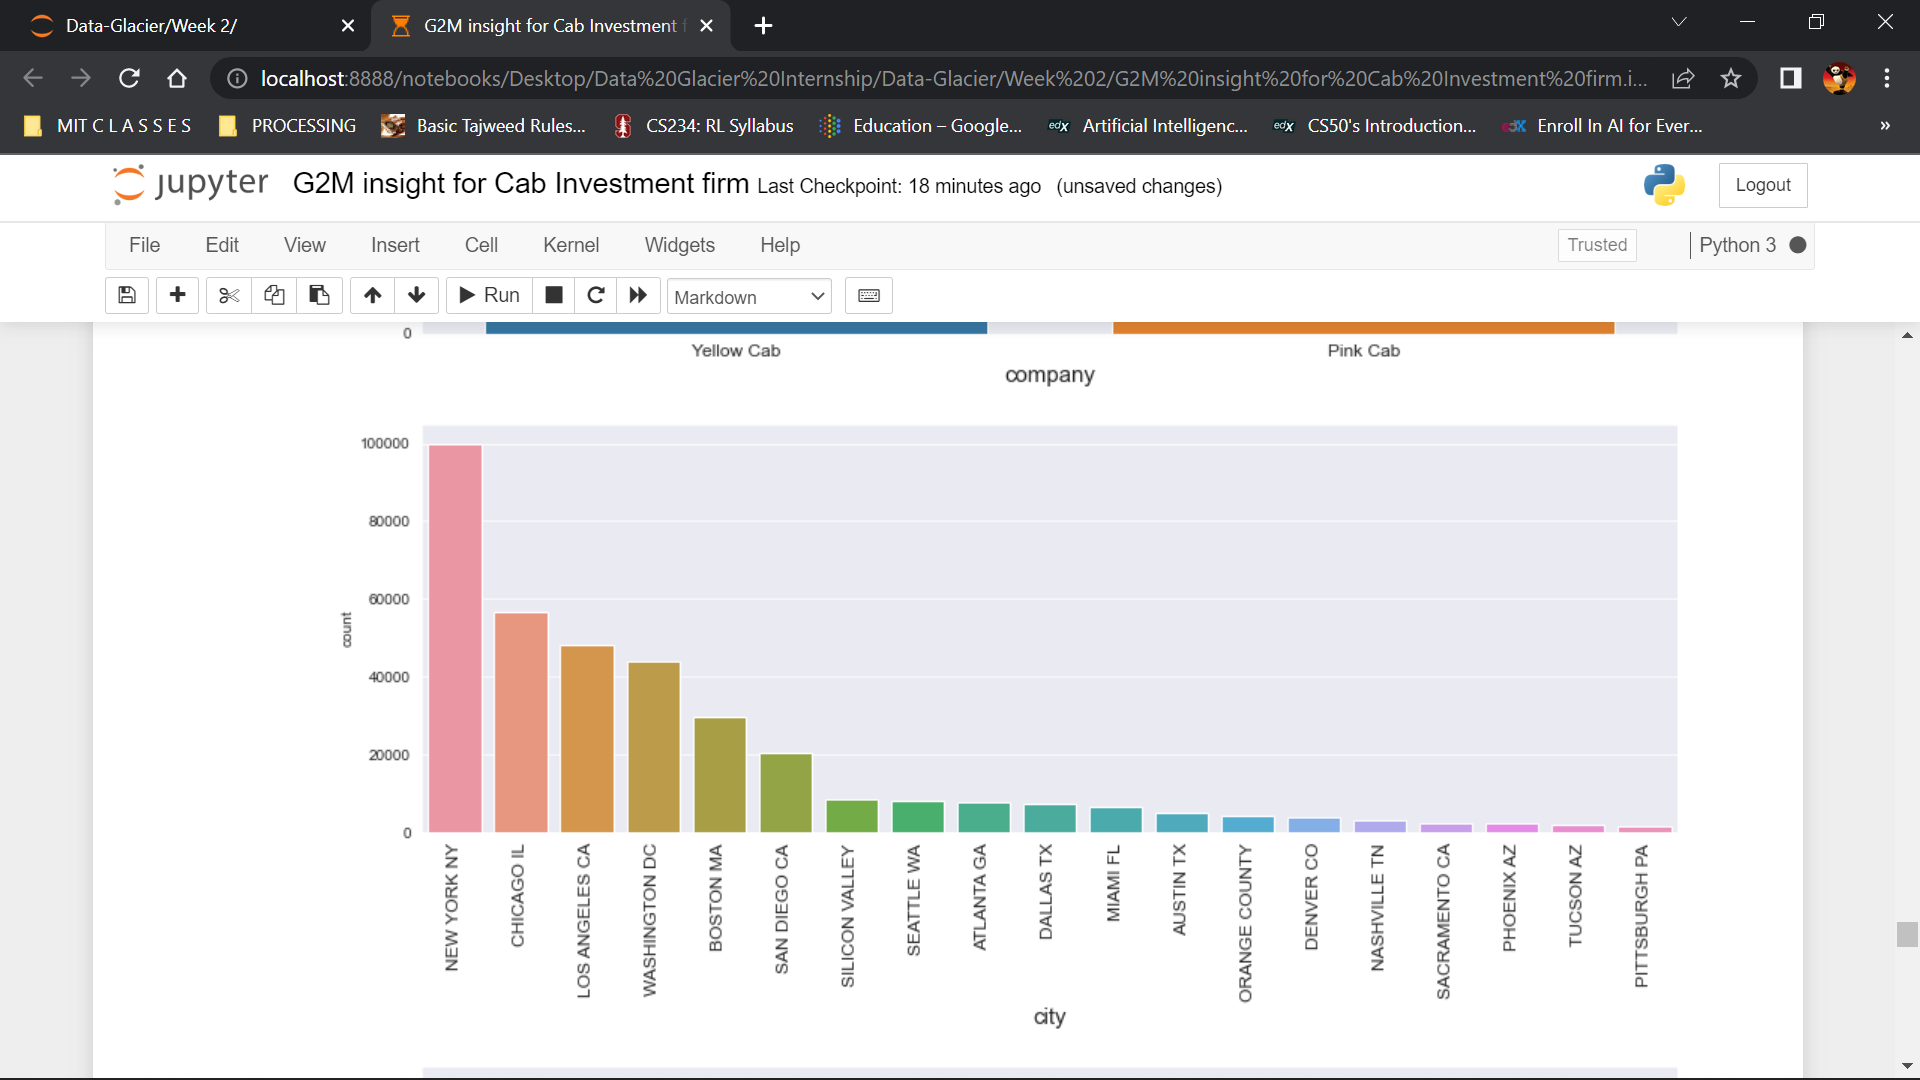 Data-Glacier/Week 2/
G2M insight for Cab Investment f
localhost:8888/notebooks/Desktop/Data%20Glacier%20Internship/Data-Glacier/Week%202/G2M%20insight%20for%20Cab%20Investment%20firm.i...
MIT C L A S S E S
PROCESSING
Basic Tajweed Rules...
CS234: RL Syllabus
Education – Google...
edX
Artificial Intelligenc...
edX
CS50's Introduction...
edX
Enroll In AI for Ever...
»
jupyter
G2M insight for Cab Investment firm
Last Checkpoint: 18 minutes ago
(unsaved changes)
Logout
File
Edit
View
Insert
Cell
Kernel
Widgets
Help
Trusted
Python 3
Run
Markdown
0
Yellow Cab
Pink Cab
company
100000
80000
60000
40000
20000
0
count
NEW YORK NY
CHICAGO IL
LOS ANGELES CA
WASHINGTON DC
BOSTON MA
SAN DIEGO CA
SILICON VALLEY
SEATTLE WA
ATLANTA GA
DALLAS TX
MIAMI FL
AUSTIN TX
ORANGE COUNTY
DENVER CO
NASHVILLE TN
SACRAMENTO CA
PHOENIX AZ
TUCSON AZ
PITTSBURGH PA
city